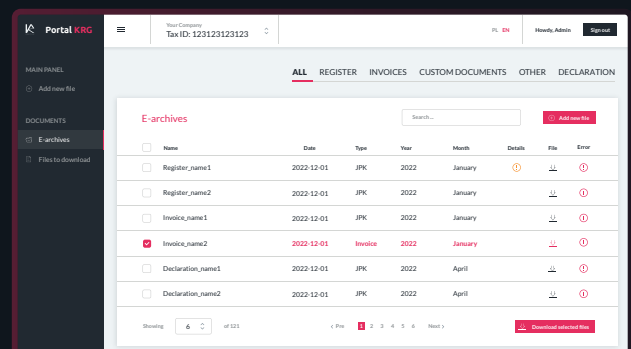 Portal KRG
Your Company
Tax ID: 123123123123
PL EN
Howdy, Admin
Sign out
MAIN PANEL
Add new file
DOCUMENTS
E-archives
Files to download
ALL REGISTER INVOICES CUSTOM DOCUMENTS OTHER DECLARATION
E-archives
Search...
Add new file
Name Date Type Year Month Details File Error
Register_name1 2022-12-01 JPK 2022 January
Register_name2 2022-12-01 JPK 2022 January
Invoice_name1 2022-12-01 JPK 2022 January
Invoice_name2 2022-12-01 Invoice 2022 January
Declaration_name1 2022-12-01 JPK 2022 April
Declaration_name2 2022-12-01 JPK 2022 April
Showing 6 of 121
< Pre 1 2 3 4 5 6 Next >
Download selected files